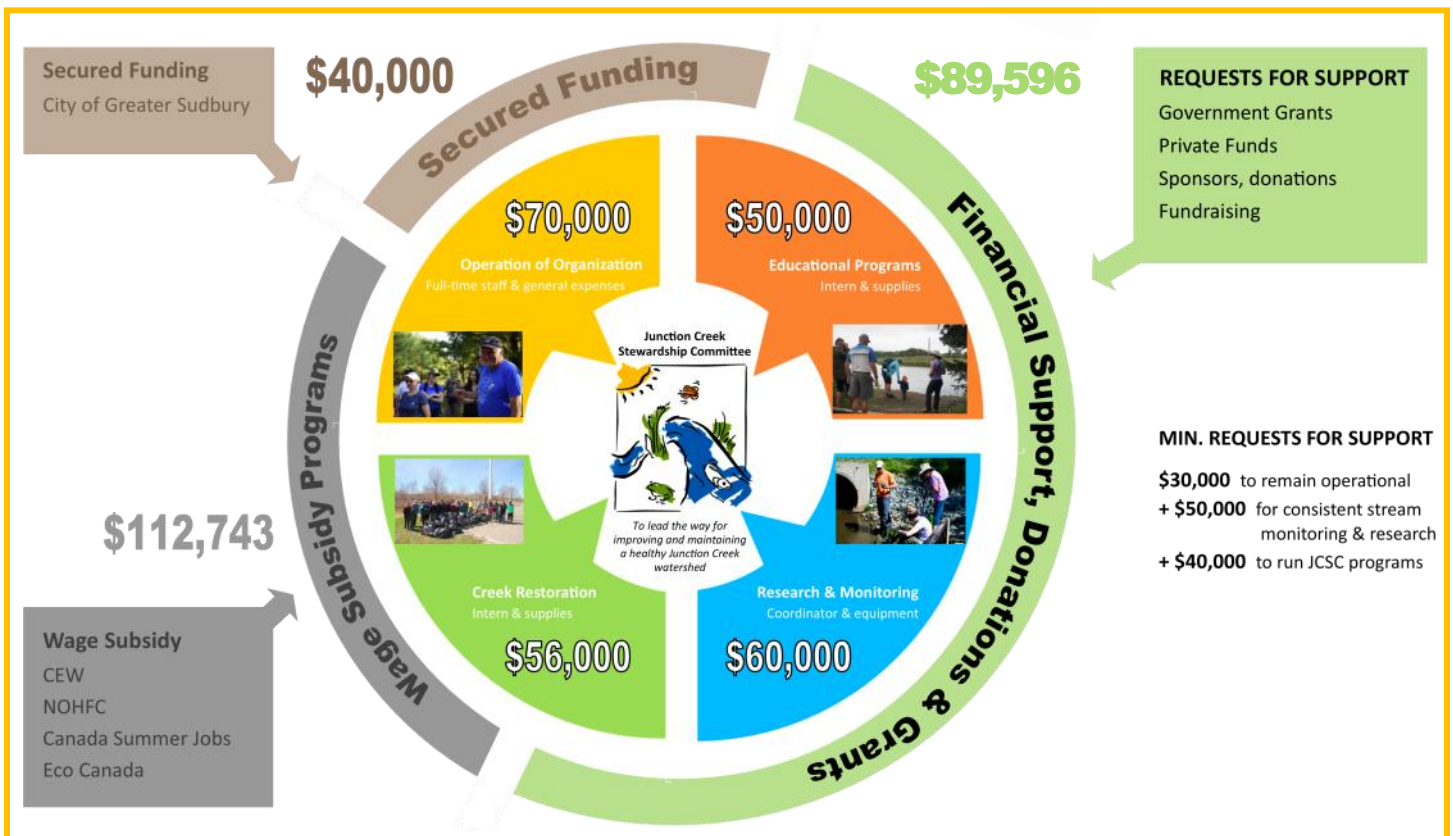 Secured Funding
City of Greater Sudbury
$40,000
Secured Funding
$89,596
REQUESTS FOR SUPPORT
Government Grants
Private Funds
Sponsors, donations
Fundraising
$70,000
Operation of Organization
Full-time staff & general expenses
$50,000
Educational Programs
Intern & supplies
Financial Support, Donations & Grants
Junction Creek
Stewardship Committee
To lead the way for
improving and maintaining
a healthy Junction Creek
watershed
Wage Subsidy Programs
$112,743
Wage Subsidy
CEW
NOHFC
Canada Summer Jobs
Eco Canada
Creek Restoration
Intern & supplies
$56,000
Research & Monitoring
Coordinator & equipment
$60,000
MIN. REQUESTS FOR SUPPORT
$30,000 to remain operational
+ $50,000 for consistent stream
monitoring & research
+ $40,000 to run JCSC programs